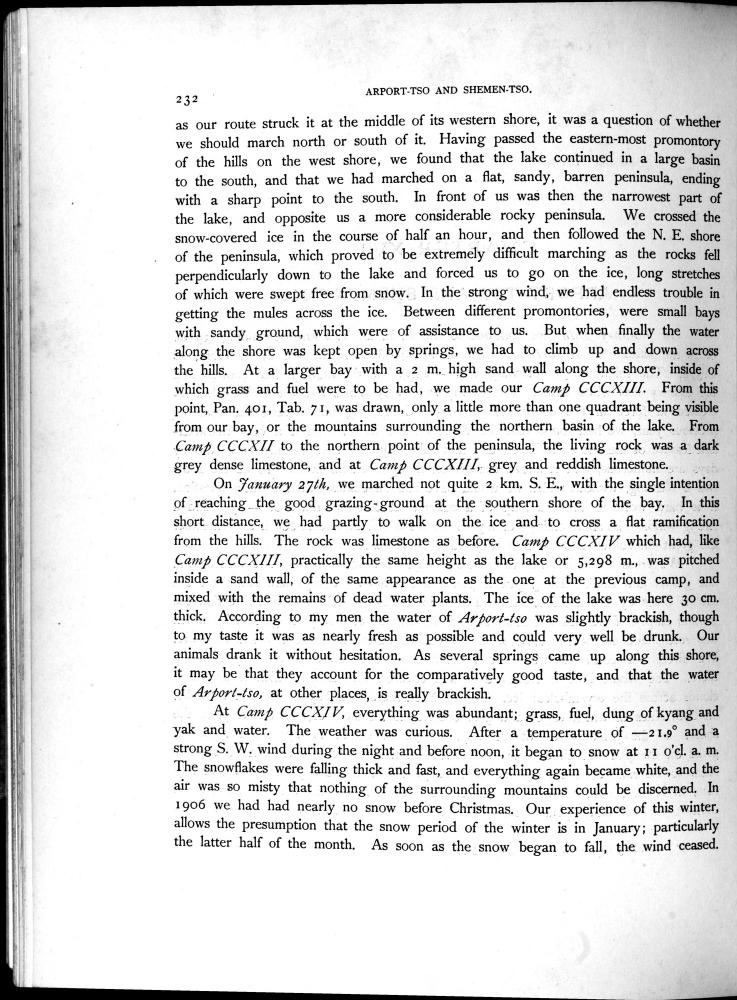 232
ARPORT-TSO AND SHEMEN-TSO.
as our route struck it at the middle of its western shore, it was a question of whether
we should march north or south of it. Having passed the eastern-most promontory
of the hills on the west shore, we found that the lake continued in a large basin
to the south, and that we had marched on a flat, sandy, barren peninsula, ending
with a sharp point to the south. In front of us was then the narrowest part of
the lake, and opposite us a more considerable rocky peninsula. We crossed the
snow-covered ice in the course of half an hour, and then followed the N. E. shore
of the peninsula, which proved to be extremely difficult marching as the rocks fell
perpendicularly down to the lake and forced us to go on the ice, long stretches
of which were swept free from snow. In the strong wind, we had endless trouble in
getting the mules across the ice. Between different promontories, were small bays
with sandy ground, which were of assistance to us. But when finally the water
along the shore was kept open by springs, we had to climb up and down across
the hills. At a larger bay with a 2 m. high sand wall along the shore, inside of
which grass and fuel were to be had, we made our Camp CCCXIII. From this
point, Pan. 401, Tab. 71, was drawn, only a little more than one quadrant being visible
from our bay, or the mountains surrounding the northern basin of the lake. From
Camp CCCXII to the northern point of the peninsula, the living rock was a dark
grey dense limestone, and at Camp CCCXIII, grey and reddish limestone.
On January 27th, we marched not quite 2 km. S. E., with the single intention
of reaching the good grazing-ground at the southern shore of the bay. In this
short distance, we had partly to walk on the ice and to cross a flat ramification
from the hills. The rock was limestone as before. Camp CCCXIV which had, like
Camp CCCXIII, practically the same height as the lake or 5,298 m., was pitched
inside a sand wall, of the same appearance as the one at the previous camp, and
mixed with the remains of dead water plants. The ice of the lake was here 30 cm.
thick. According to my men the water of Arport-tso was slightly brackish, though
to my taste it was as nearly fresh as possible and could very well be drunk. Our
animals drank it without hesitation. As several springs came up along this shore,
it may be that they account for the comparatively good taste, and that the water
of Arport-tso, at other places, is really brackish.
At Camp CCCXIV, everything was abundant; grass, fuel, dung of kyang and
yak and water. The weather was curious. After a temperature of —21.9° and a
strong S. W. wind during the night and before noon, it began to snow at 11 o'cl. a. m.
The snowflakes were falling thick and fast, and everything again became white, and the
air was so misty that nothing of the surrounding mountains could be discerned. In
1906 we had had nearly no snow before Christmas. Our experience of this winter,
allows the presumption that the snow period of the winter is in January; particularly
the latter half of the month. As soon as the snow began to fall, the wind ceased.